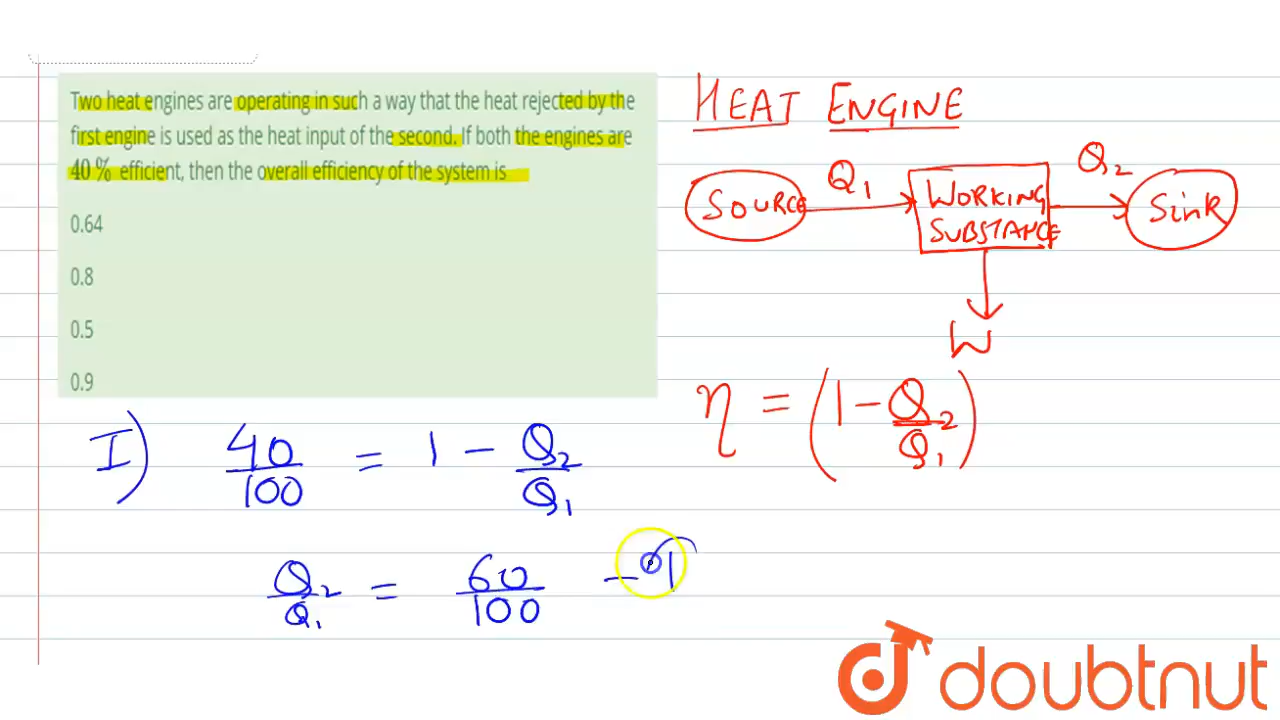 Two heat engines are operating in such a way that the heat rejected by the
first engine is used as the heat input of the second. If both the engines are
40 % efficient, then the overall efficiency of the system is
0.64
0.8
0.5
0.9
HEAT ENGINE
SOURCE Q1 WORKING SUBSTANCE Q2 SINK
W
η = (1 - Q2/Q1)
I) 40/100 = 1 - Q2/Q1
Q2/Q1 = 60/100 - 1
doubtnut